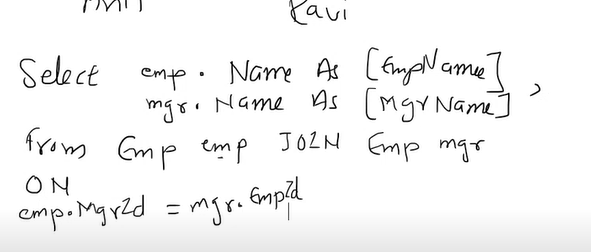 Ravi
Select emp. Name As [EmpName] ,
mgr. Name As [MgrName]
from Emp emp JOIN Emp mgr
ON
emp.MgrId = mgr.EmpId